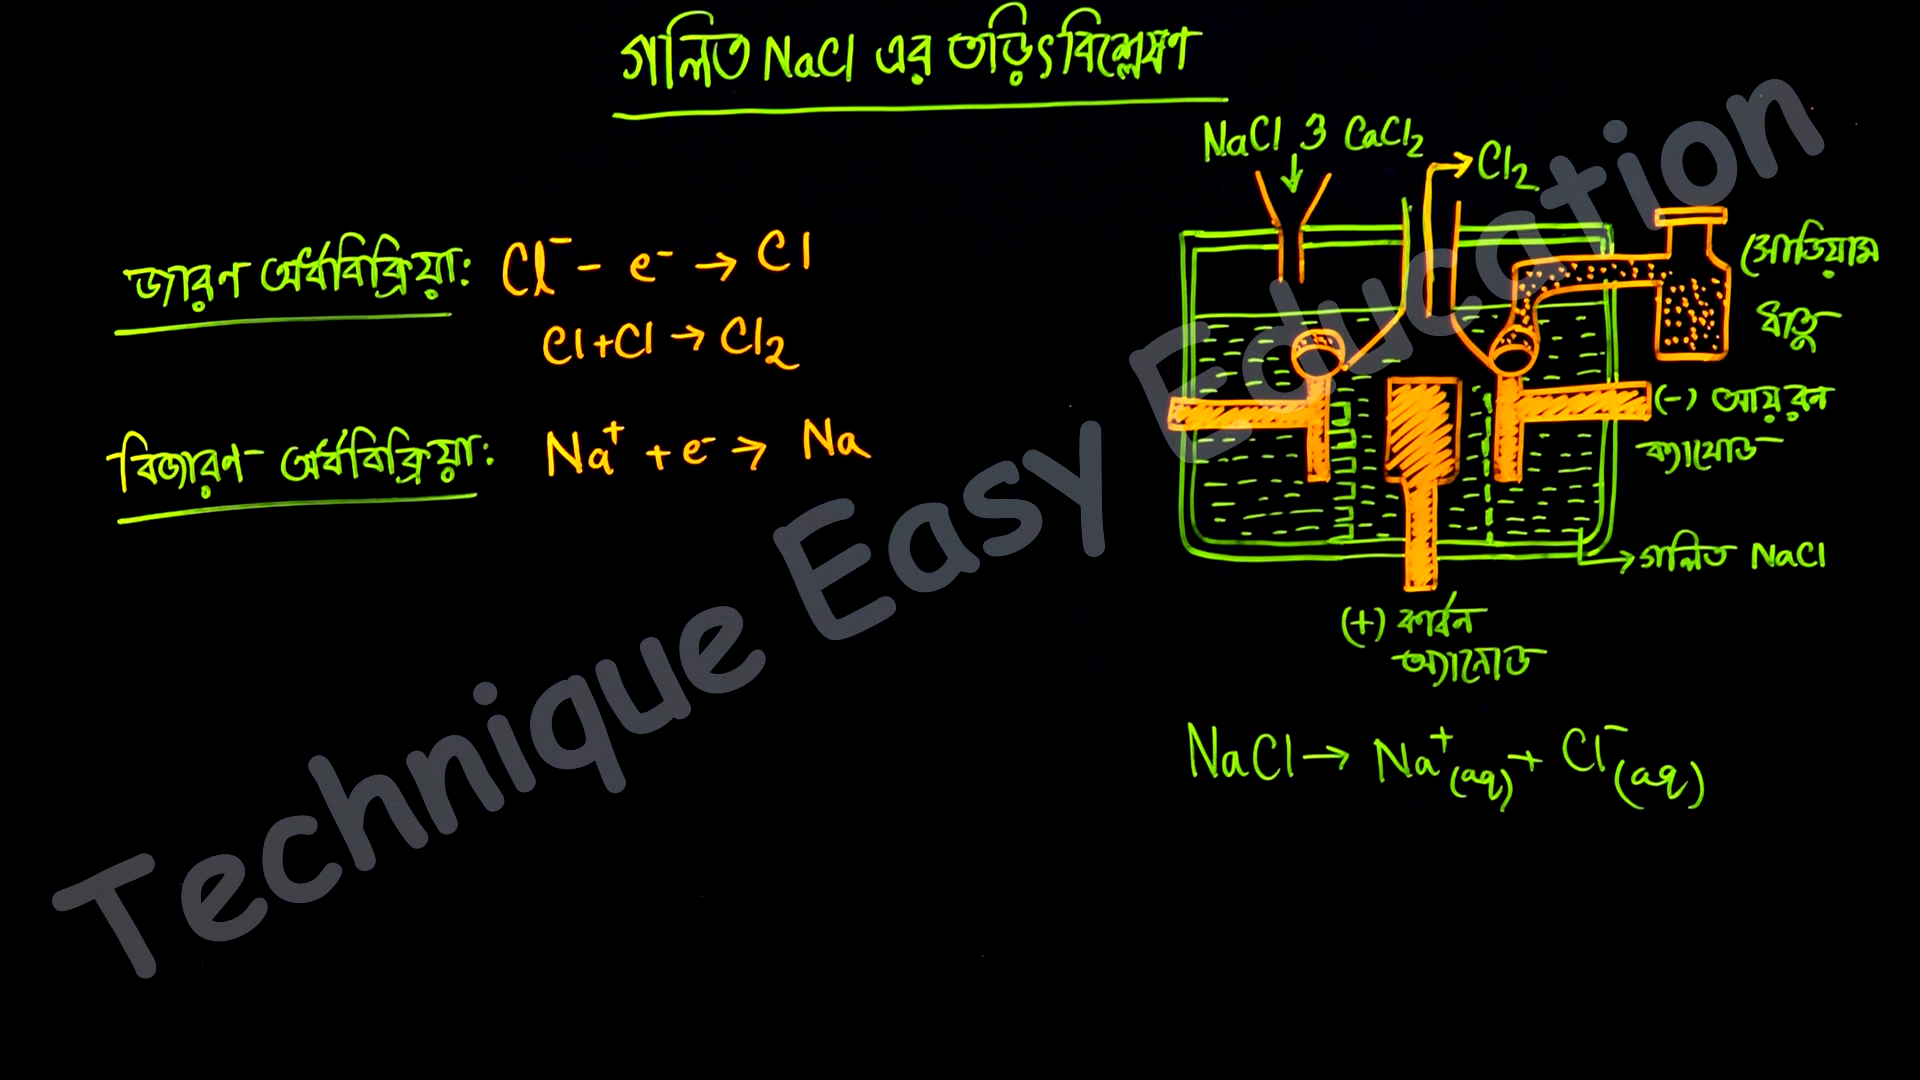 গলিত NaCl এর তড়িৎ বিশ্লেষণ
জারণ অর্ধবিক্রিয়া: Cl⁻ - e⁻ → Cl
Cl+Cl → Cl₂
বিজারণ অর্ধবিক্রিয়া: Na⁺ + e⁻ → Na
NaCl ও CaCl₂
→ Cl₂
সোডিয়াম
ধাতু
(-) আয়রন
ক্যাথোড
→ গলিত NaCl
(+) কার্বন
অ্যানোড
NaCl → Na⁺(aq) + Cl⁻(aq)
Technique Easy Education